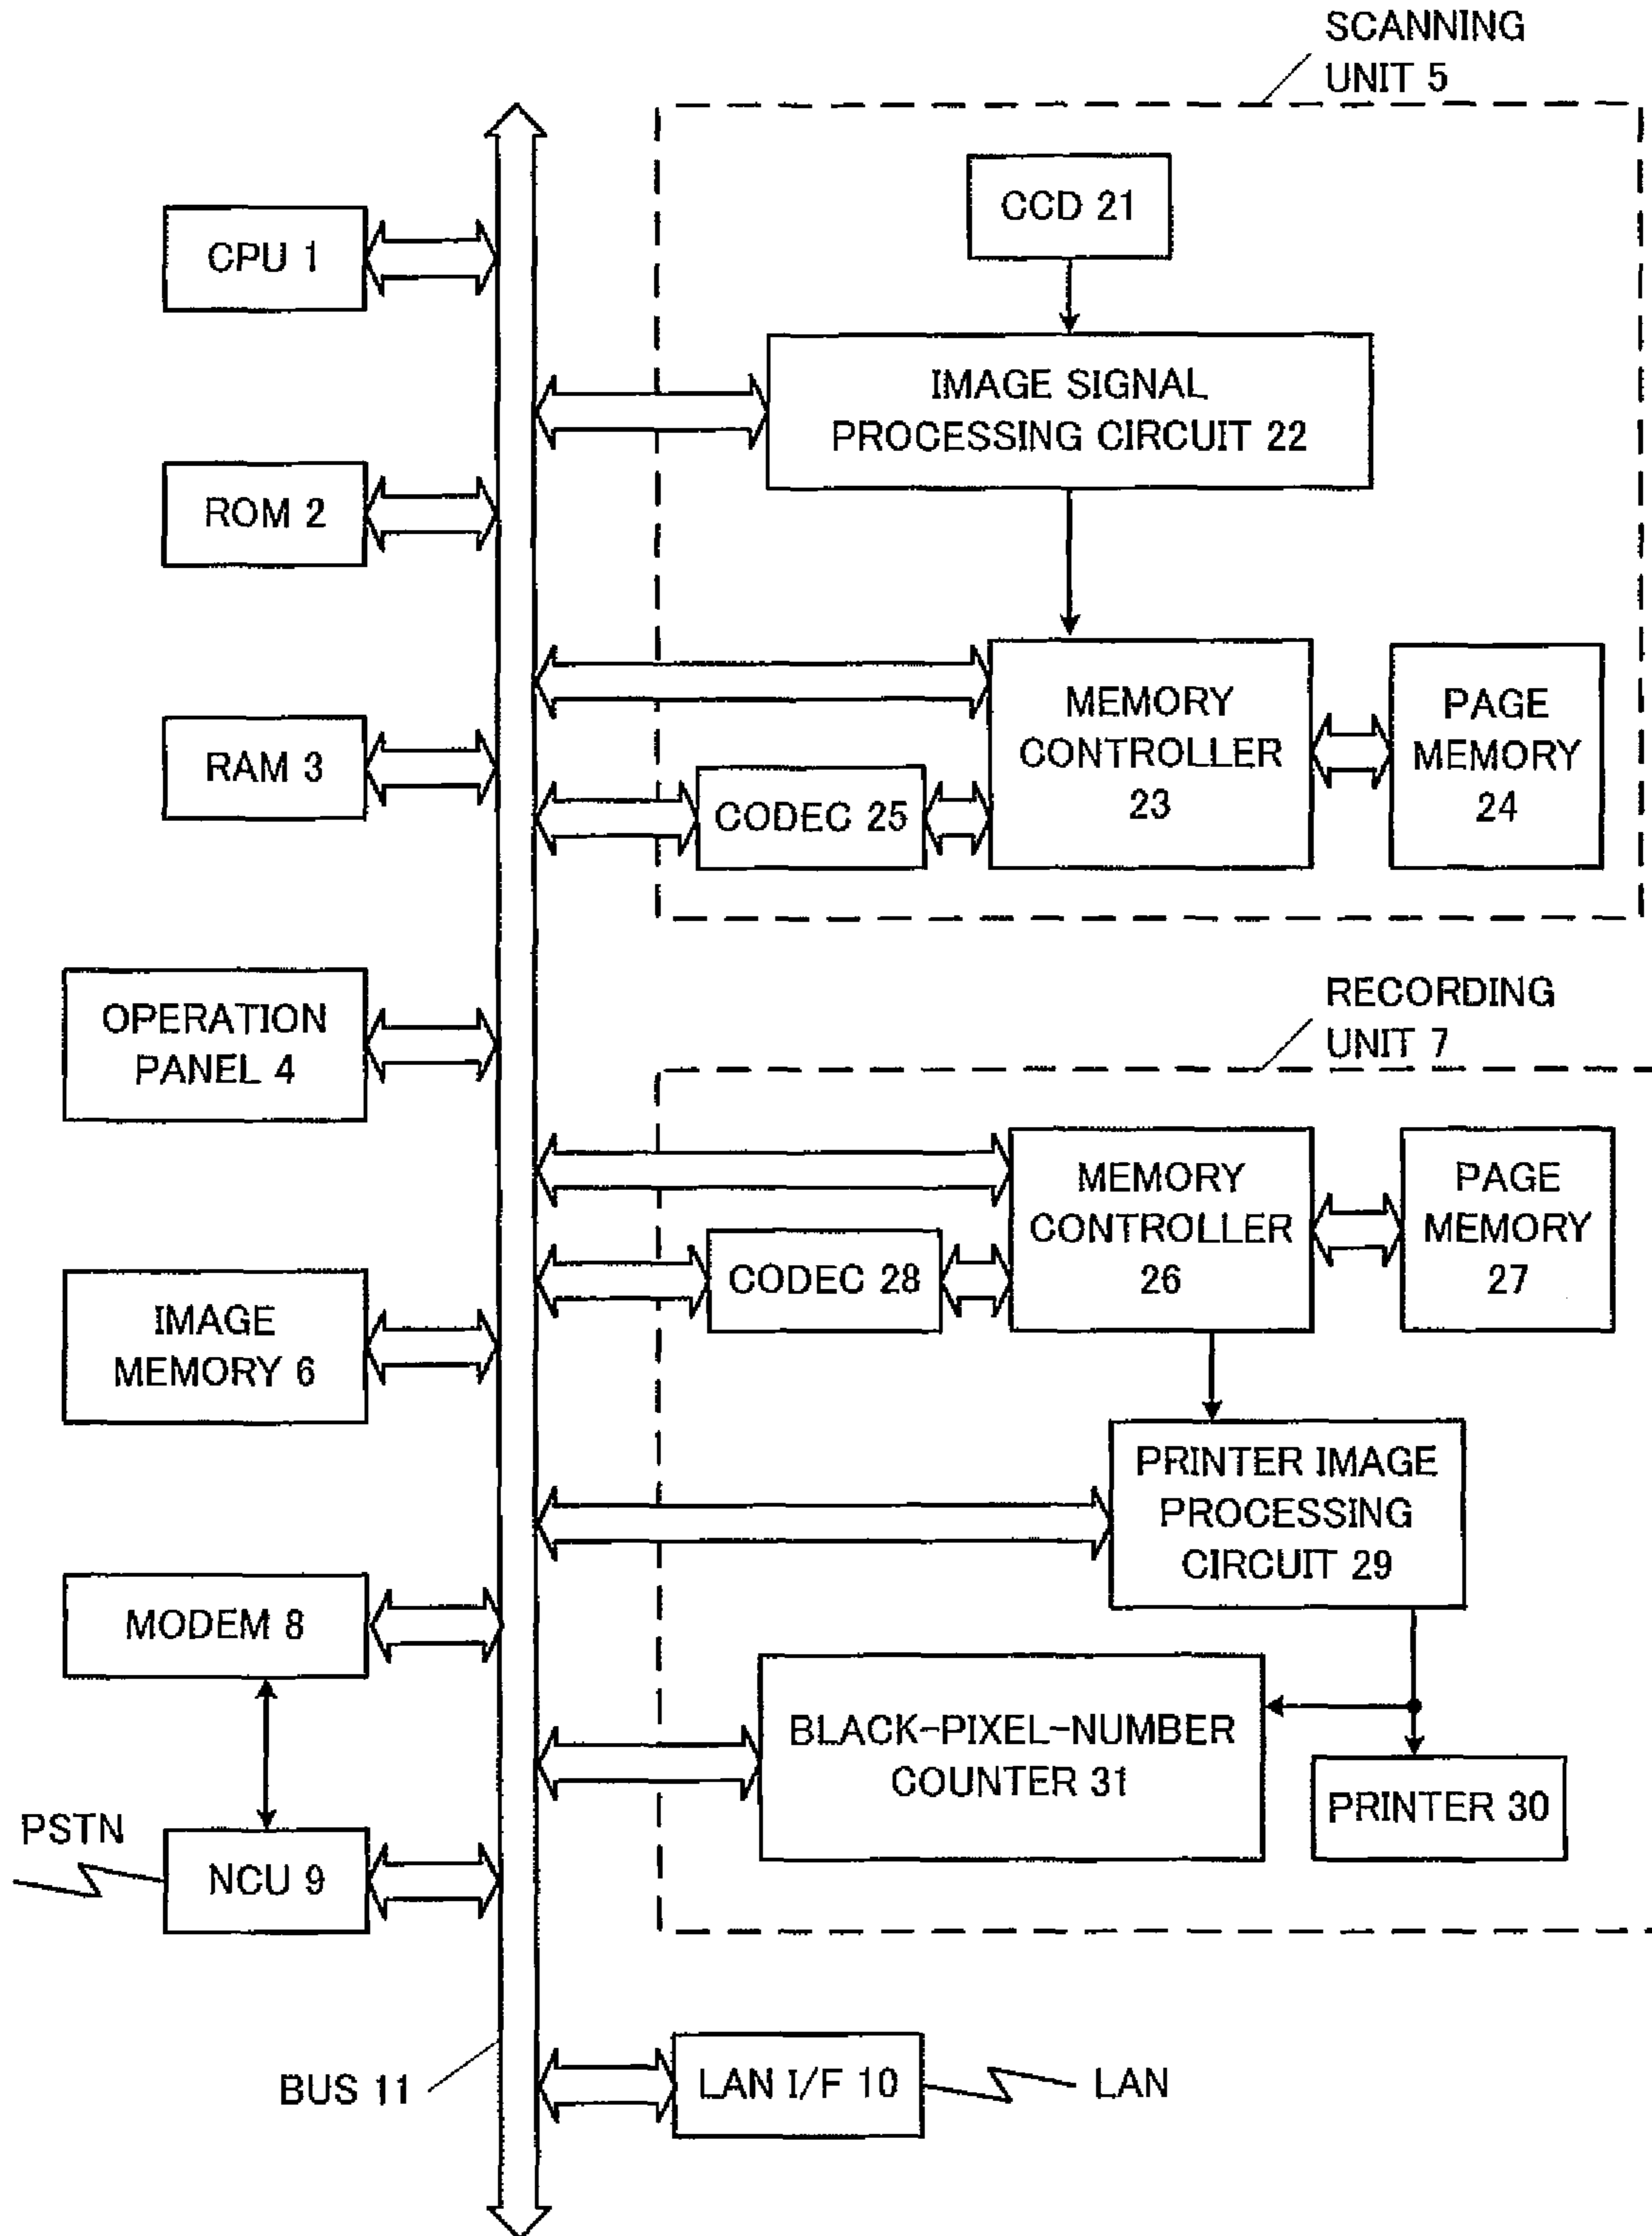 SCANNING
UNIT 5
CCD 21
CPU 1
IMAGE SIGNAL
PROCESSING CIRCUIT 22
ROM 2
MEMORY
CONTROLLER
23
PAGE
MEMORY
24
RAM 3
CODEC 25
OPERATION
PANEL 4
RECORDING
UNIT 7
MEMORY
CONTROLLER
26
PAGE
MEMORY
27
CODEC 28
IMAGE
MEMORY 6
PRINTER IMAGE
PROCESSING
CIRCUIT 29
MODEM 8
BLACK-PIXEL-NUMBER
COUNTER 31
PRINTER 30
PSTN
NCU 9
BUS 11
LAN I/F 10
LAN